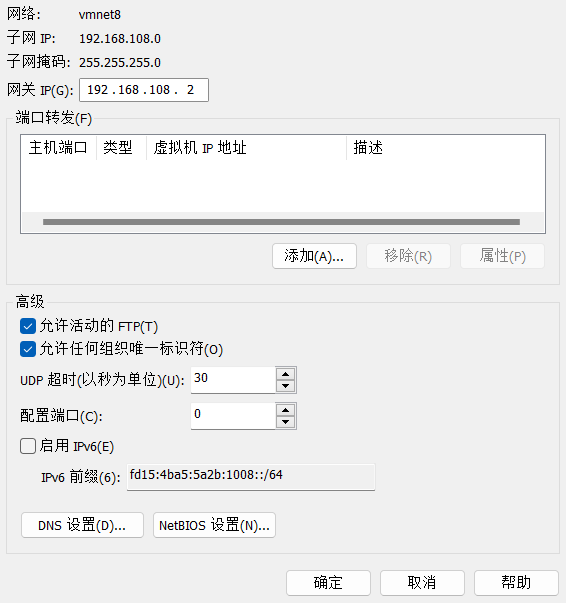 网络: vmnet8
子网 IP: 192.168.108.0
子网掩码: 255.255.255.0
网关 IP(G): 192 . 168 . 108 . 2
端口转发(F)
主机端口 类型 虚拟机 IP 地址 描述
添加(A)... 移除(R) 属性(P)
高级
允许活动的 FTP(T)
允许任何组织唯一标识符(O)
UDP 超时(以秒为单位)(U): 30
配置端口(C): 0
启用 IPv6(E)
IPv6 前缀(6): fd15:4ba5:5a2b:1008::/64
DNS 设置(D)... NetBIOS 设置(N)...
确定 取消 帮助